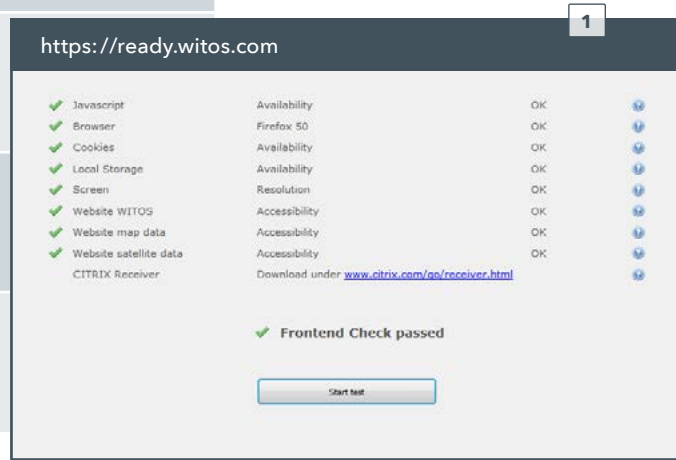 1
https://ready.witos.com
Javascript Availability OK
Browser Firefox 50 OK
Cookies Availability OK
Local Storage Availability OK
Screen Resolution OK
Website WITOS Accessibility OK
Website map data Accessibility OK
Website satellite data Accessibility OK
CITRIX Receiver Download under www.citrix.com/go/receiver.html
Frontend Check passed
Start test